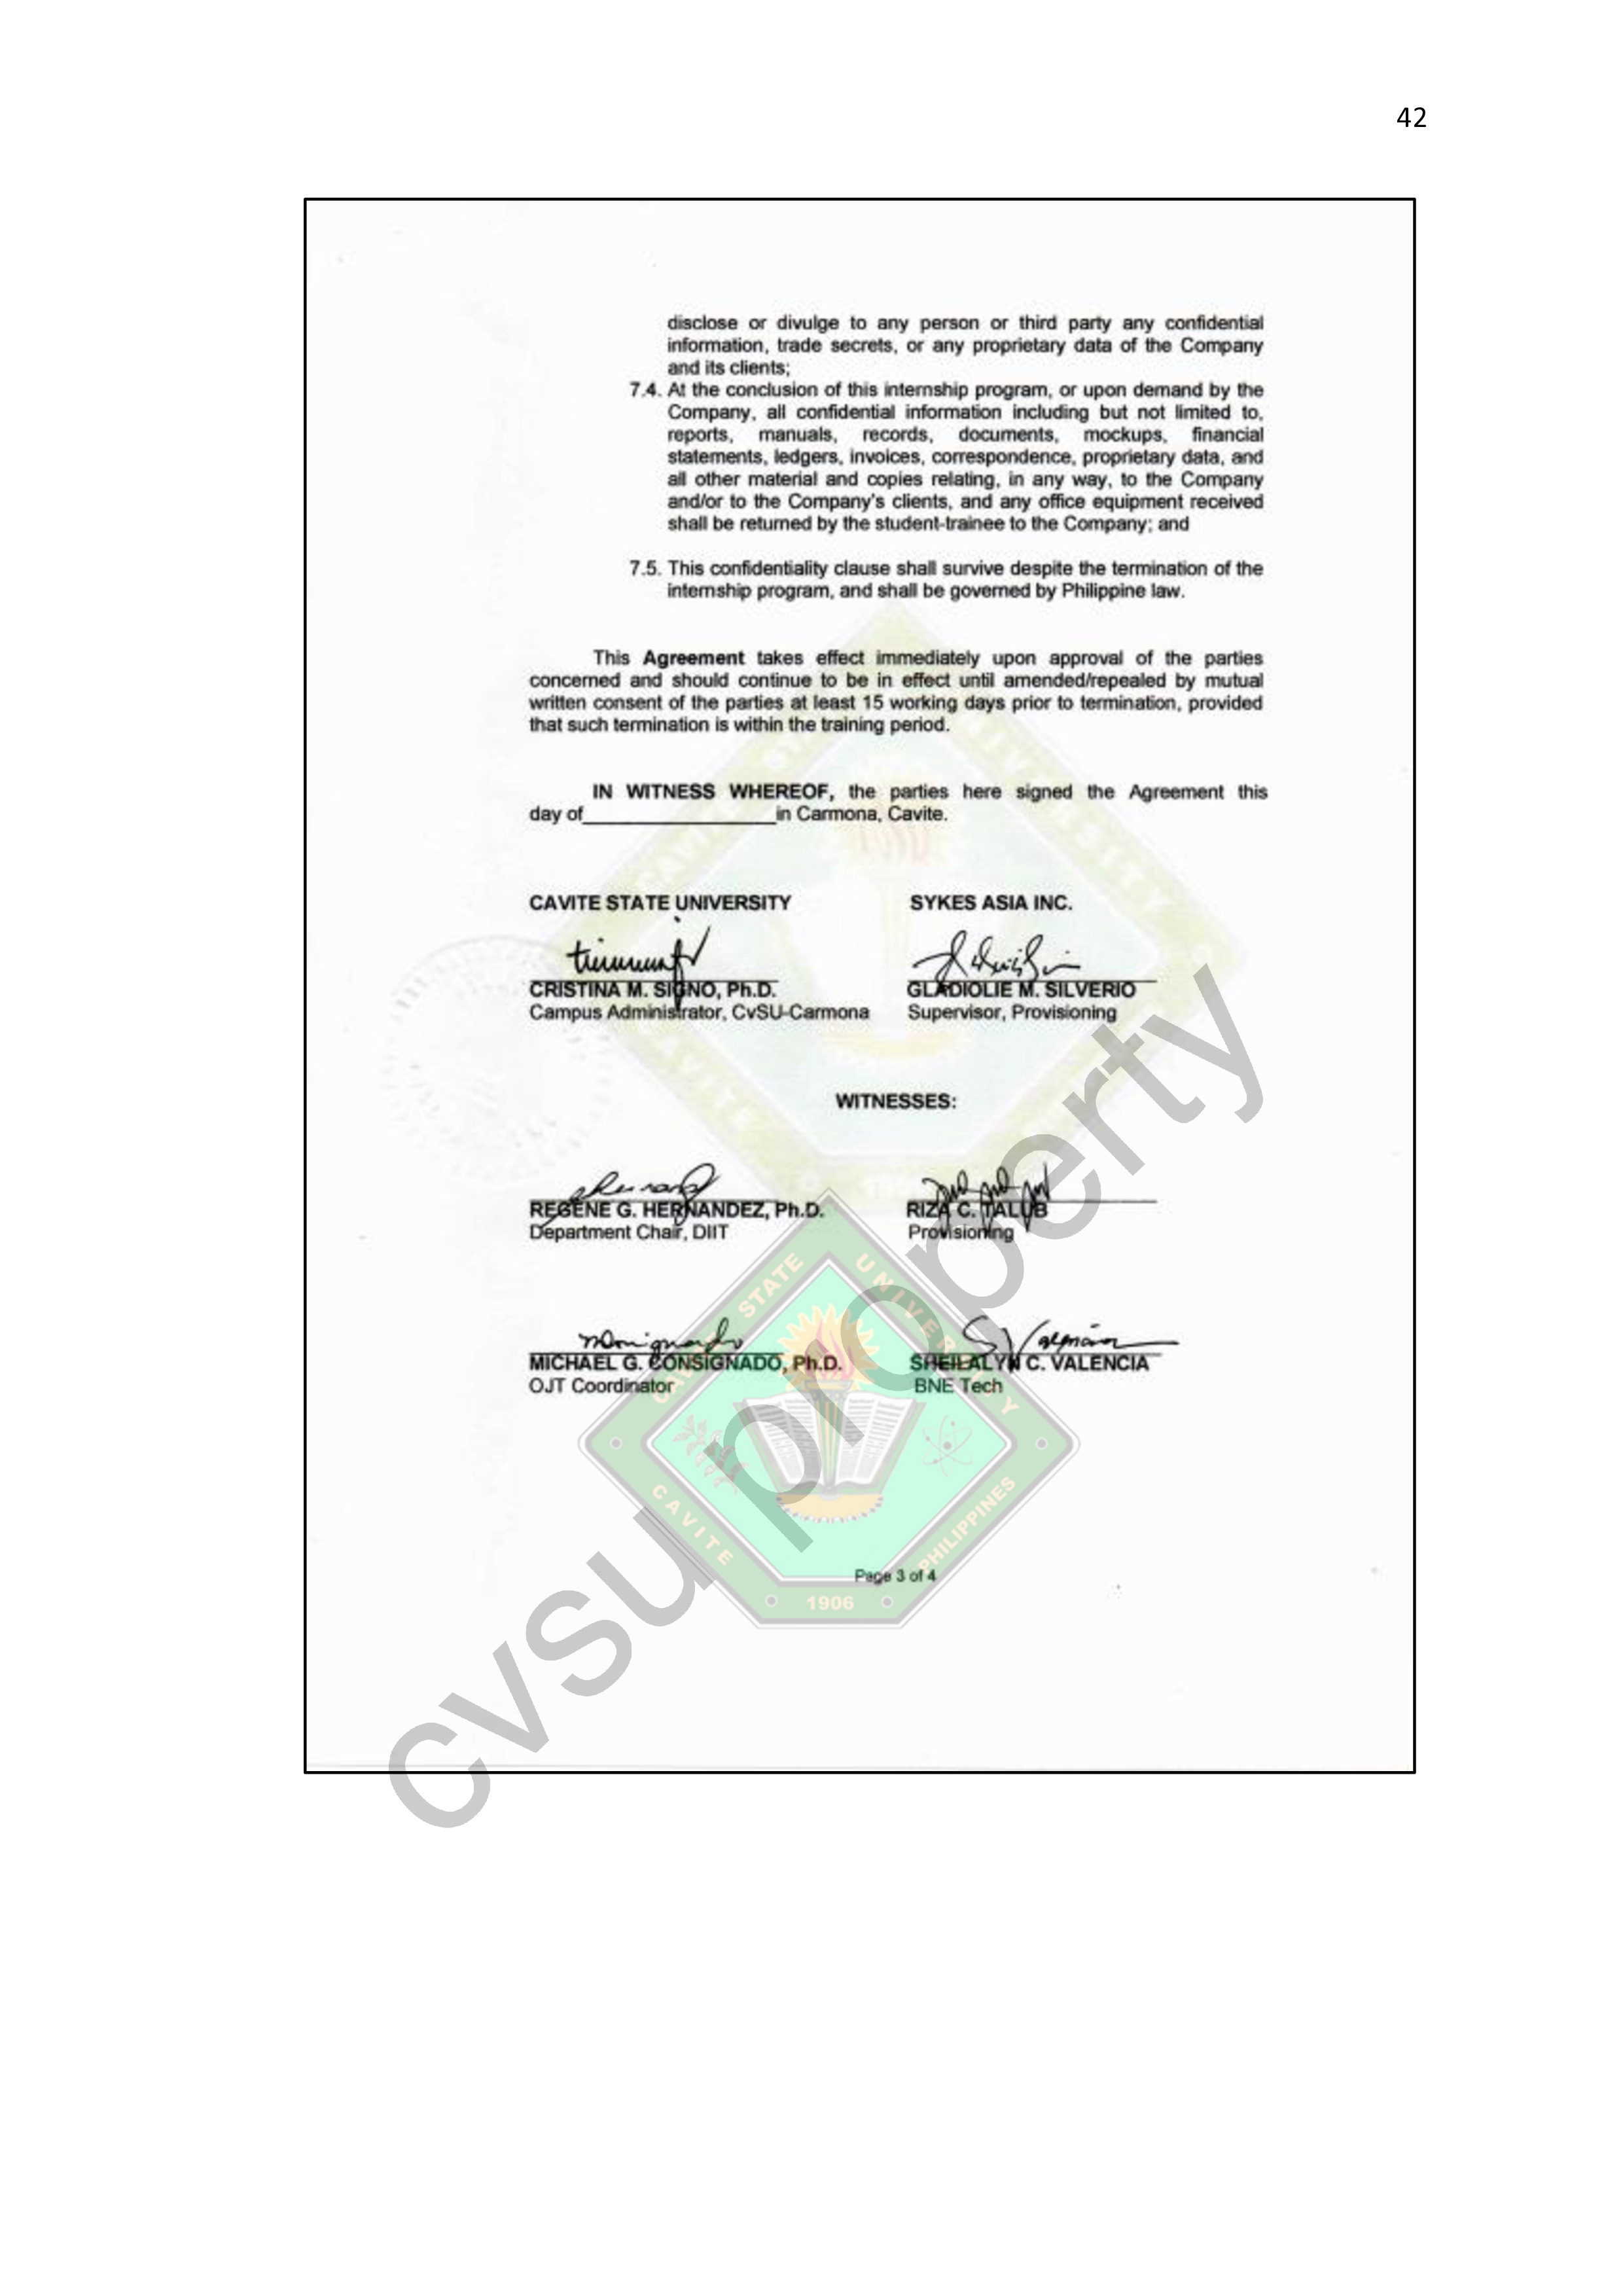 42
disclose or divulge to any person or third party any confidential
information, trade secrets, or any proprietary data of the Company
and its clients;
7.4. At the conclusion of this internship program, or upon demand by the
Company, all confidential information including but not limited to,
reports, manuals, records, documents, mockups, financial
statements, ledgers, invoices, correspondence, proprietary data, and
all other material and copies relating, in any way, to the Company
and/or to the Company's clients, and any office equipment received
shall be returned by the student-trainee to the Company; and
7.5. This confidentiality clause shall survive despite the termination of the
internship program, and shall be governed by Philippine law.
This Agreement takes effect immediately upon approval of the parties
concerned and should continue to be in effect until amended/repealed by mutual
written consent of the parties at least 15 working days prior to termination, provided
that such termination is within the training period.
IN WITNESS WHEREOF, the parties here signed the Agreement this
day of_________________in Carmona, Cavite.
CAVITE STATE UNIVERSITY SYKES ASIA INC.
CRISTINA M. SIGNO, Ph.D. GLADIOLIE M. SILVERIO
Campus Administrator, CvSU-Carmona Supervisor, Provisioning
WITNESSES:
REGENE G. HERNANDEZ, Ph.D. RIZA C. TALUB
Department Chair, DIIT Provisioning
MICHAEL G. CONSIGNADO, Ph.D. SHEILALYN C. VALENCIA
OJT Coordinator BNE Tech
Page 3 of 4
CAVITE STATE UNIVERSITY
CAVITE PHILIPPINES
1906
cvsu property